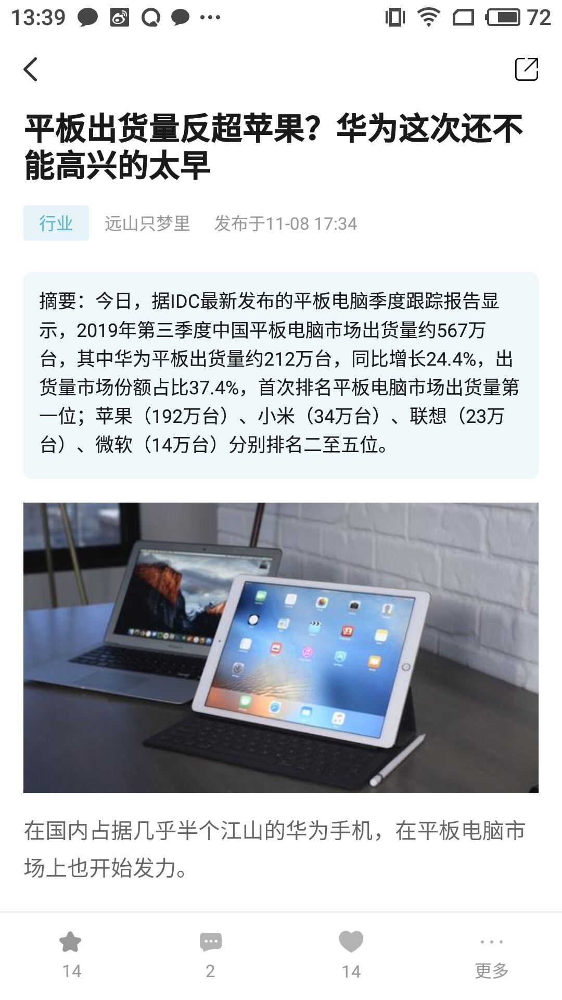 13:39
72
平板出货量反超苹果？华为这次还不
能高兴的太早
行业 远山只梦里 发布于11-08 17:34
摘要：今日，据IDC最新发布的平板电脑季度跟踪报告显
示，2019年第三季度中国平板电脑市场出货量约567万
台，其中华为平板出货量约212万台，同比增长24.4%，出
货量市场份额占比37.4%，首次排名平板电脑市场出货量第
一位；苹果（192万台）、小米（34万台）、联想（23万
台）、微软（14万台）分别排名二至五位。
在国内占据几乎半个江山的华为手机，在平板电脑市
场上也开始发力。
14
2
14
更多